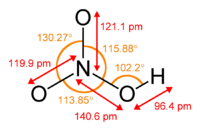 O
121.1 pm
130.27°
115.88°
119.9 pm
N
102.2°
H
O
O
113.85°
96.4 pm
140.6 pm